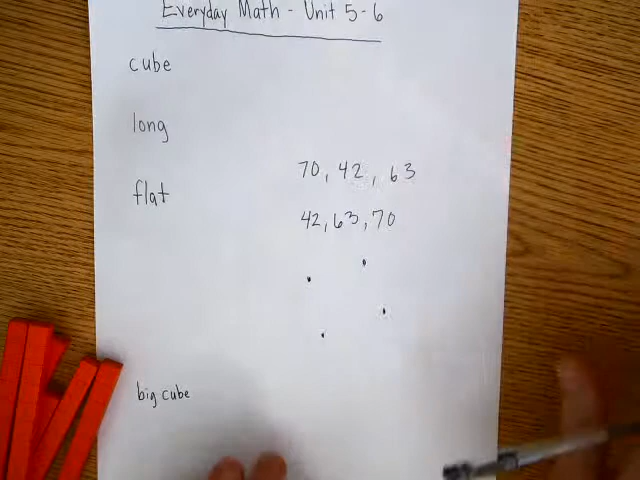 Everyday Math - Unit 5-6
cube
long
70, 42, 63
flat
42, 63, 70
big cube